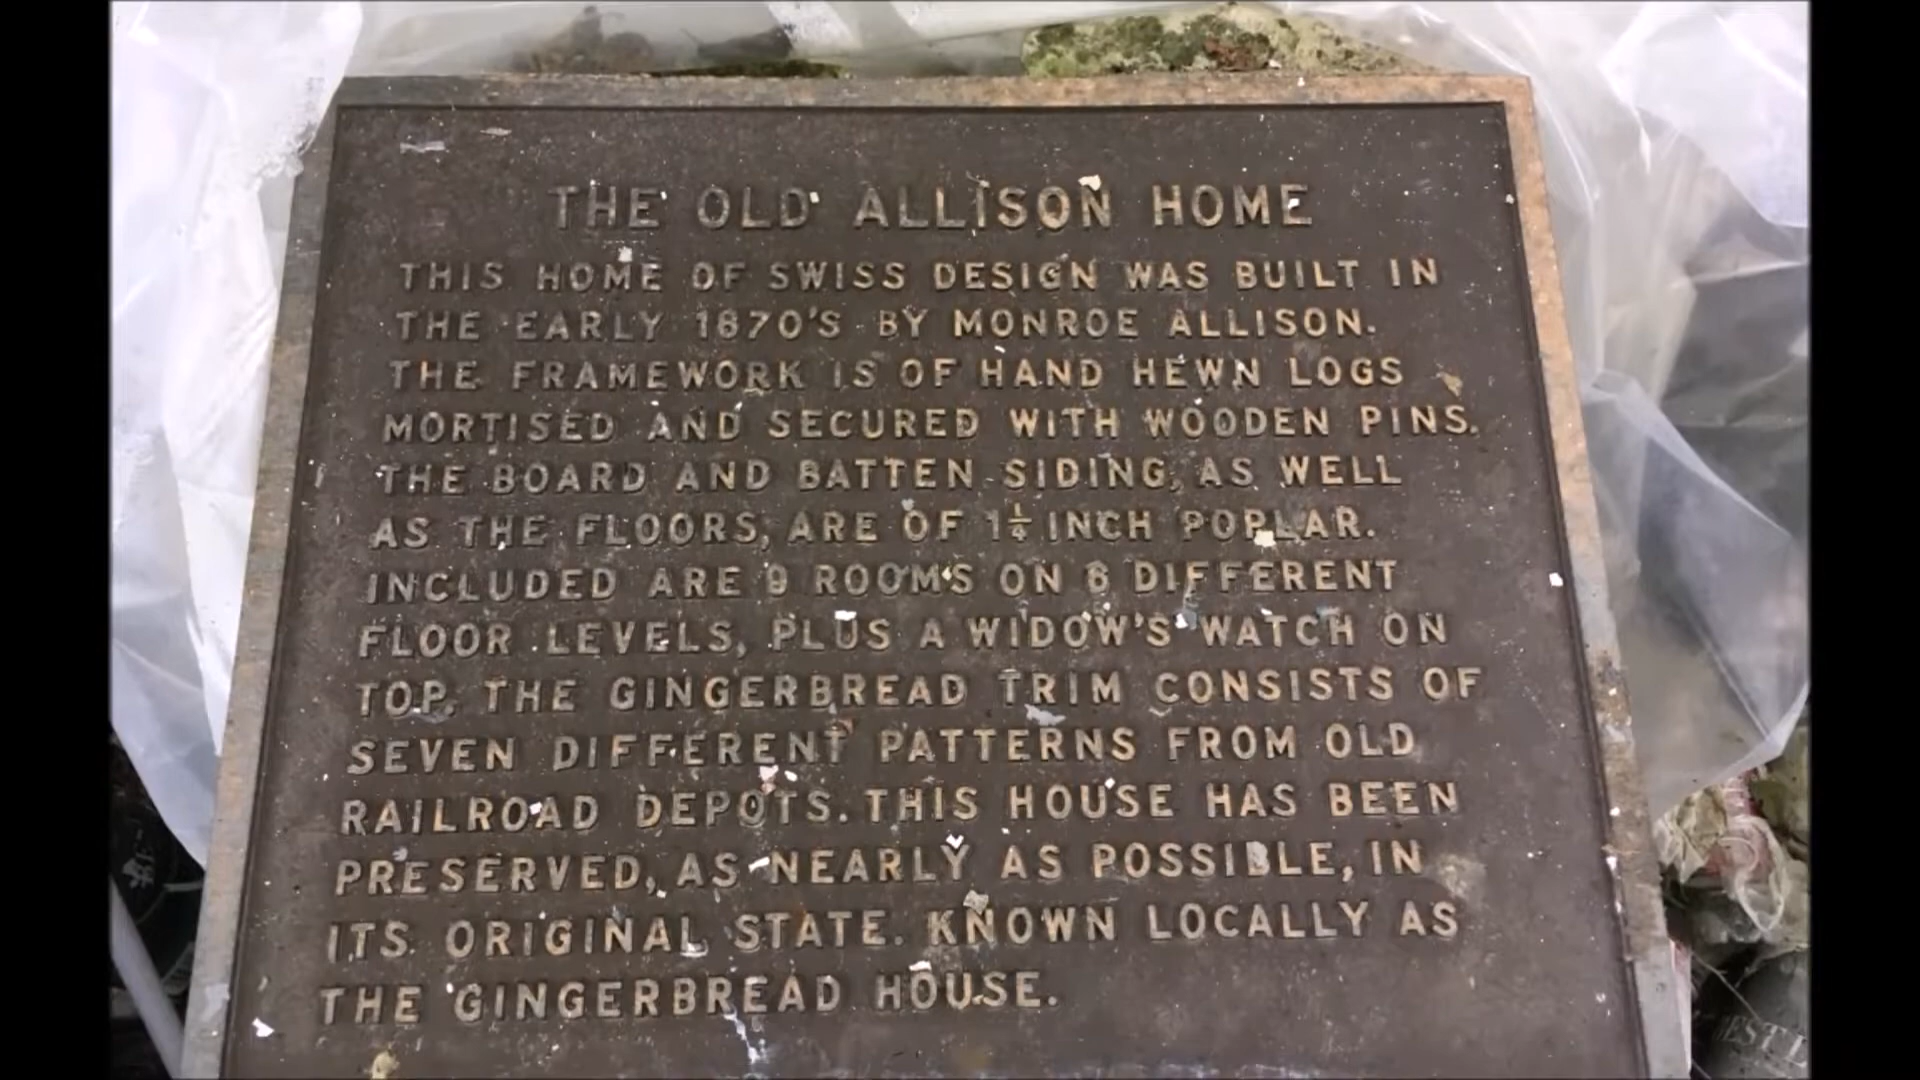 THE OLD ALLISON HOME
THIS HOME OF SWISS DESIGN WAS BUILT IN
THE EARLY 1870'S BY MONROE ALLISON.
THE FRAMEWORK IS OF HAND HEWN LOGS
MORTISED AND SECURED WITH WOODEN PINS.
THE BOARD AND BATTEN SIDING, AS WELL
AS THE FLOORS, ARE OF 1¼ INCH POPLAR.
INCLUDED ARE 9 ROOMS ON 6 DIFFERENT
FLOOR LEVELS, PLUS A WIDOW'S WATCH ON
TOP. THE GINGERBREAD TRIM CONSISTS OF
SEVEN DIFFERENT PATTERNS FROM OLD
RAILROAD DEPOTS. THIS HOUSE HAS BEEN
PRESERVED, AS NEARLY AS POSSIBLE, IN
ITS ORIGINAL STATE. KNOWN LOCALLY AS
THE GINGERBREAD HOUSE.